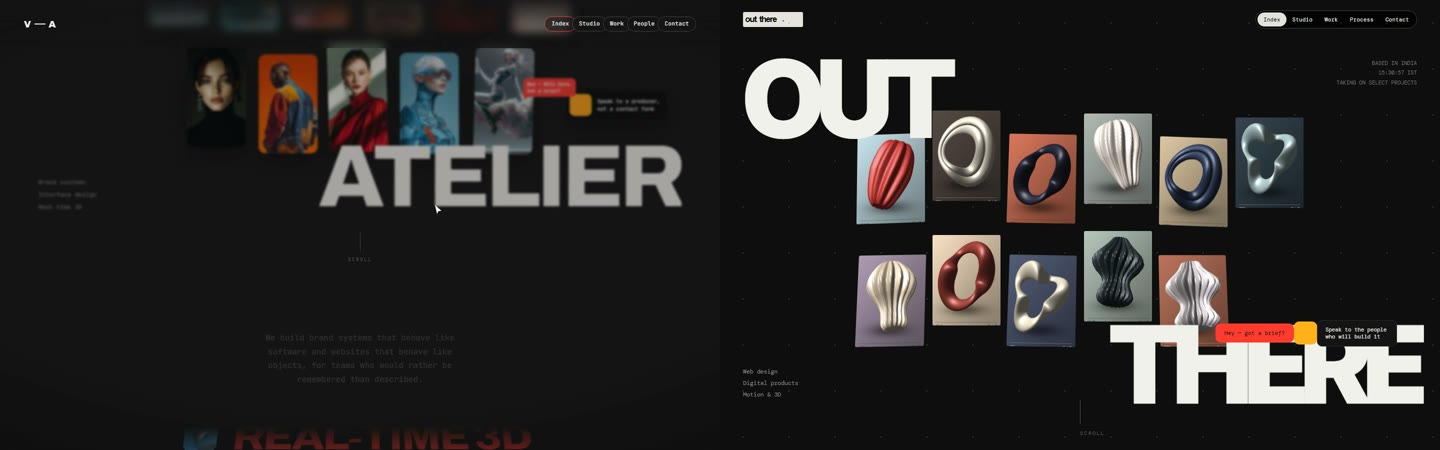 V — A
Index
Studio
Work
People
Contact
Speak to a producer,
not a contact form
ATELIER
Brand systems
Interface design
Real-time 3D
SCROLL
We build brand systems that behave like
software and websites that behave like
objects, for teams who would rather be
remembered than described.
REAL-TIME 3D
out there
Index
Studio
Work
Process
Contact
BASED IN INDIA
15:30:57 IST
TAKING ON SELECT PROJECTS
OUT
Hey — got a brief?
Speak to the people
who will build it
THERE
Web design
Digital products
Motion & 3D
SCROLL